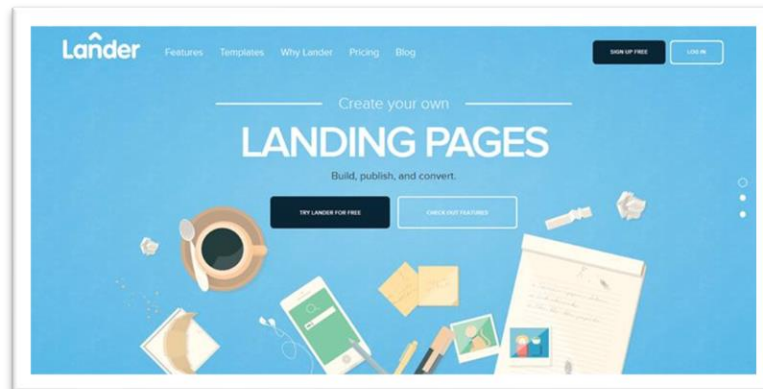 Lander
Features Templates Why Lander Pricing Blog
SIGN UP FREE LOG IN
Create your own
LANDING PAGES
Build, publish, and convert.
TRY LANDER FOR FREE CHECK OUT FEATURES